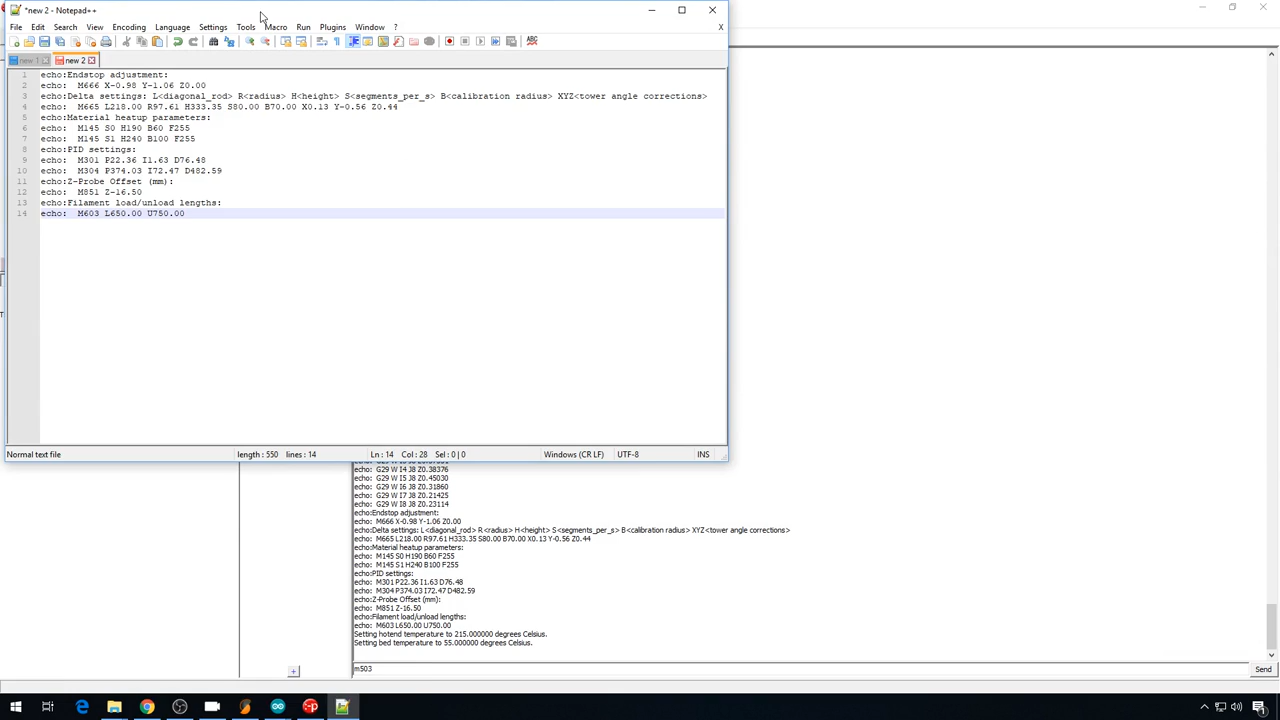 *new 2 - Notepad++
File Edit Search View Encoding Language Settings Tools Macro Run Plugins Window ?
X
new 1 new 2
1 echo:Endstop adjustment:
2 echo:  M666 X-0.98 Y-1.06 Z0.00
3 echo:Delta settings: L<diagonal_rod> R<radius> H<height> S<segments_per_s> B<calibration radius> XYZ<tower angle corrections>
4 echo:  M665 L218.00 R97.61 H333.35 S80.00 B70.00 X0.13 Y-0.56 Z0.44
5 echo:Material heatup parameters:
6 echo:  M145 S0 H190 B60 F255
7 echo:  M145 S1 H240 B100 F255
8 echo:PID settings:
9 echo:  M301 P22.36 I1.63 D76.48
10 echo:  M304 P374.03 I72.47 D482.59
11 echo:Z-Probe Offset (mm):
12 echo:  M851 Z-16.50
13 echo:Filament load/unload lengths:
14 echo:  M603 L650.00 U750.00
Normal text file length : 550 lines : 14 Ln : 14 Col : 28 Sel : 0 | 0 Windows (CR LF) UTF-8 INS
echo:  G29 W I4 J8 Z0.38376
echo:  G29 W I5 J8 Z0.45030
echo:  G29 W I6 J8 Z0.31860
echo:  G29 W I7 J8 Z0.21425
echo:  G29 W I8 J8 Z0.23114
echo:Endstop adjustment:
echo:  M666 X-0.98 Y-1.06 Z0.00
echo:Delta settings: L<diagonal_rod> R<radius> H<height> S<segments_per_s> B<calibration radius> XYZ<tower angle corrections>
echo:  M665 L218.00 R97.61 H333.35 S80.00 B70.00 X0.13 Y-0.56 Z0.44
echo:Material heatup parameters:
echo:  M145 S0 H190 B60 F255
echo:  M145 S1 H240 B100 F255
echo:PID settings:
echo:  M301 P22.36 I1.63 D76.48
echo:  M304 P374.03 I72.47 D482.59
echo:Z-Probe Offset (mm):
echo:  M851 Z-16.50
echo:Filament load/unload lengths:
echo:  M603 L650.00 U750.00
Setting hotend temperature to 215.000000 degrees Celsius.
Setting bed temperature to 55.000000 degrees Celsius.
+ m503 Send